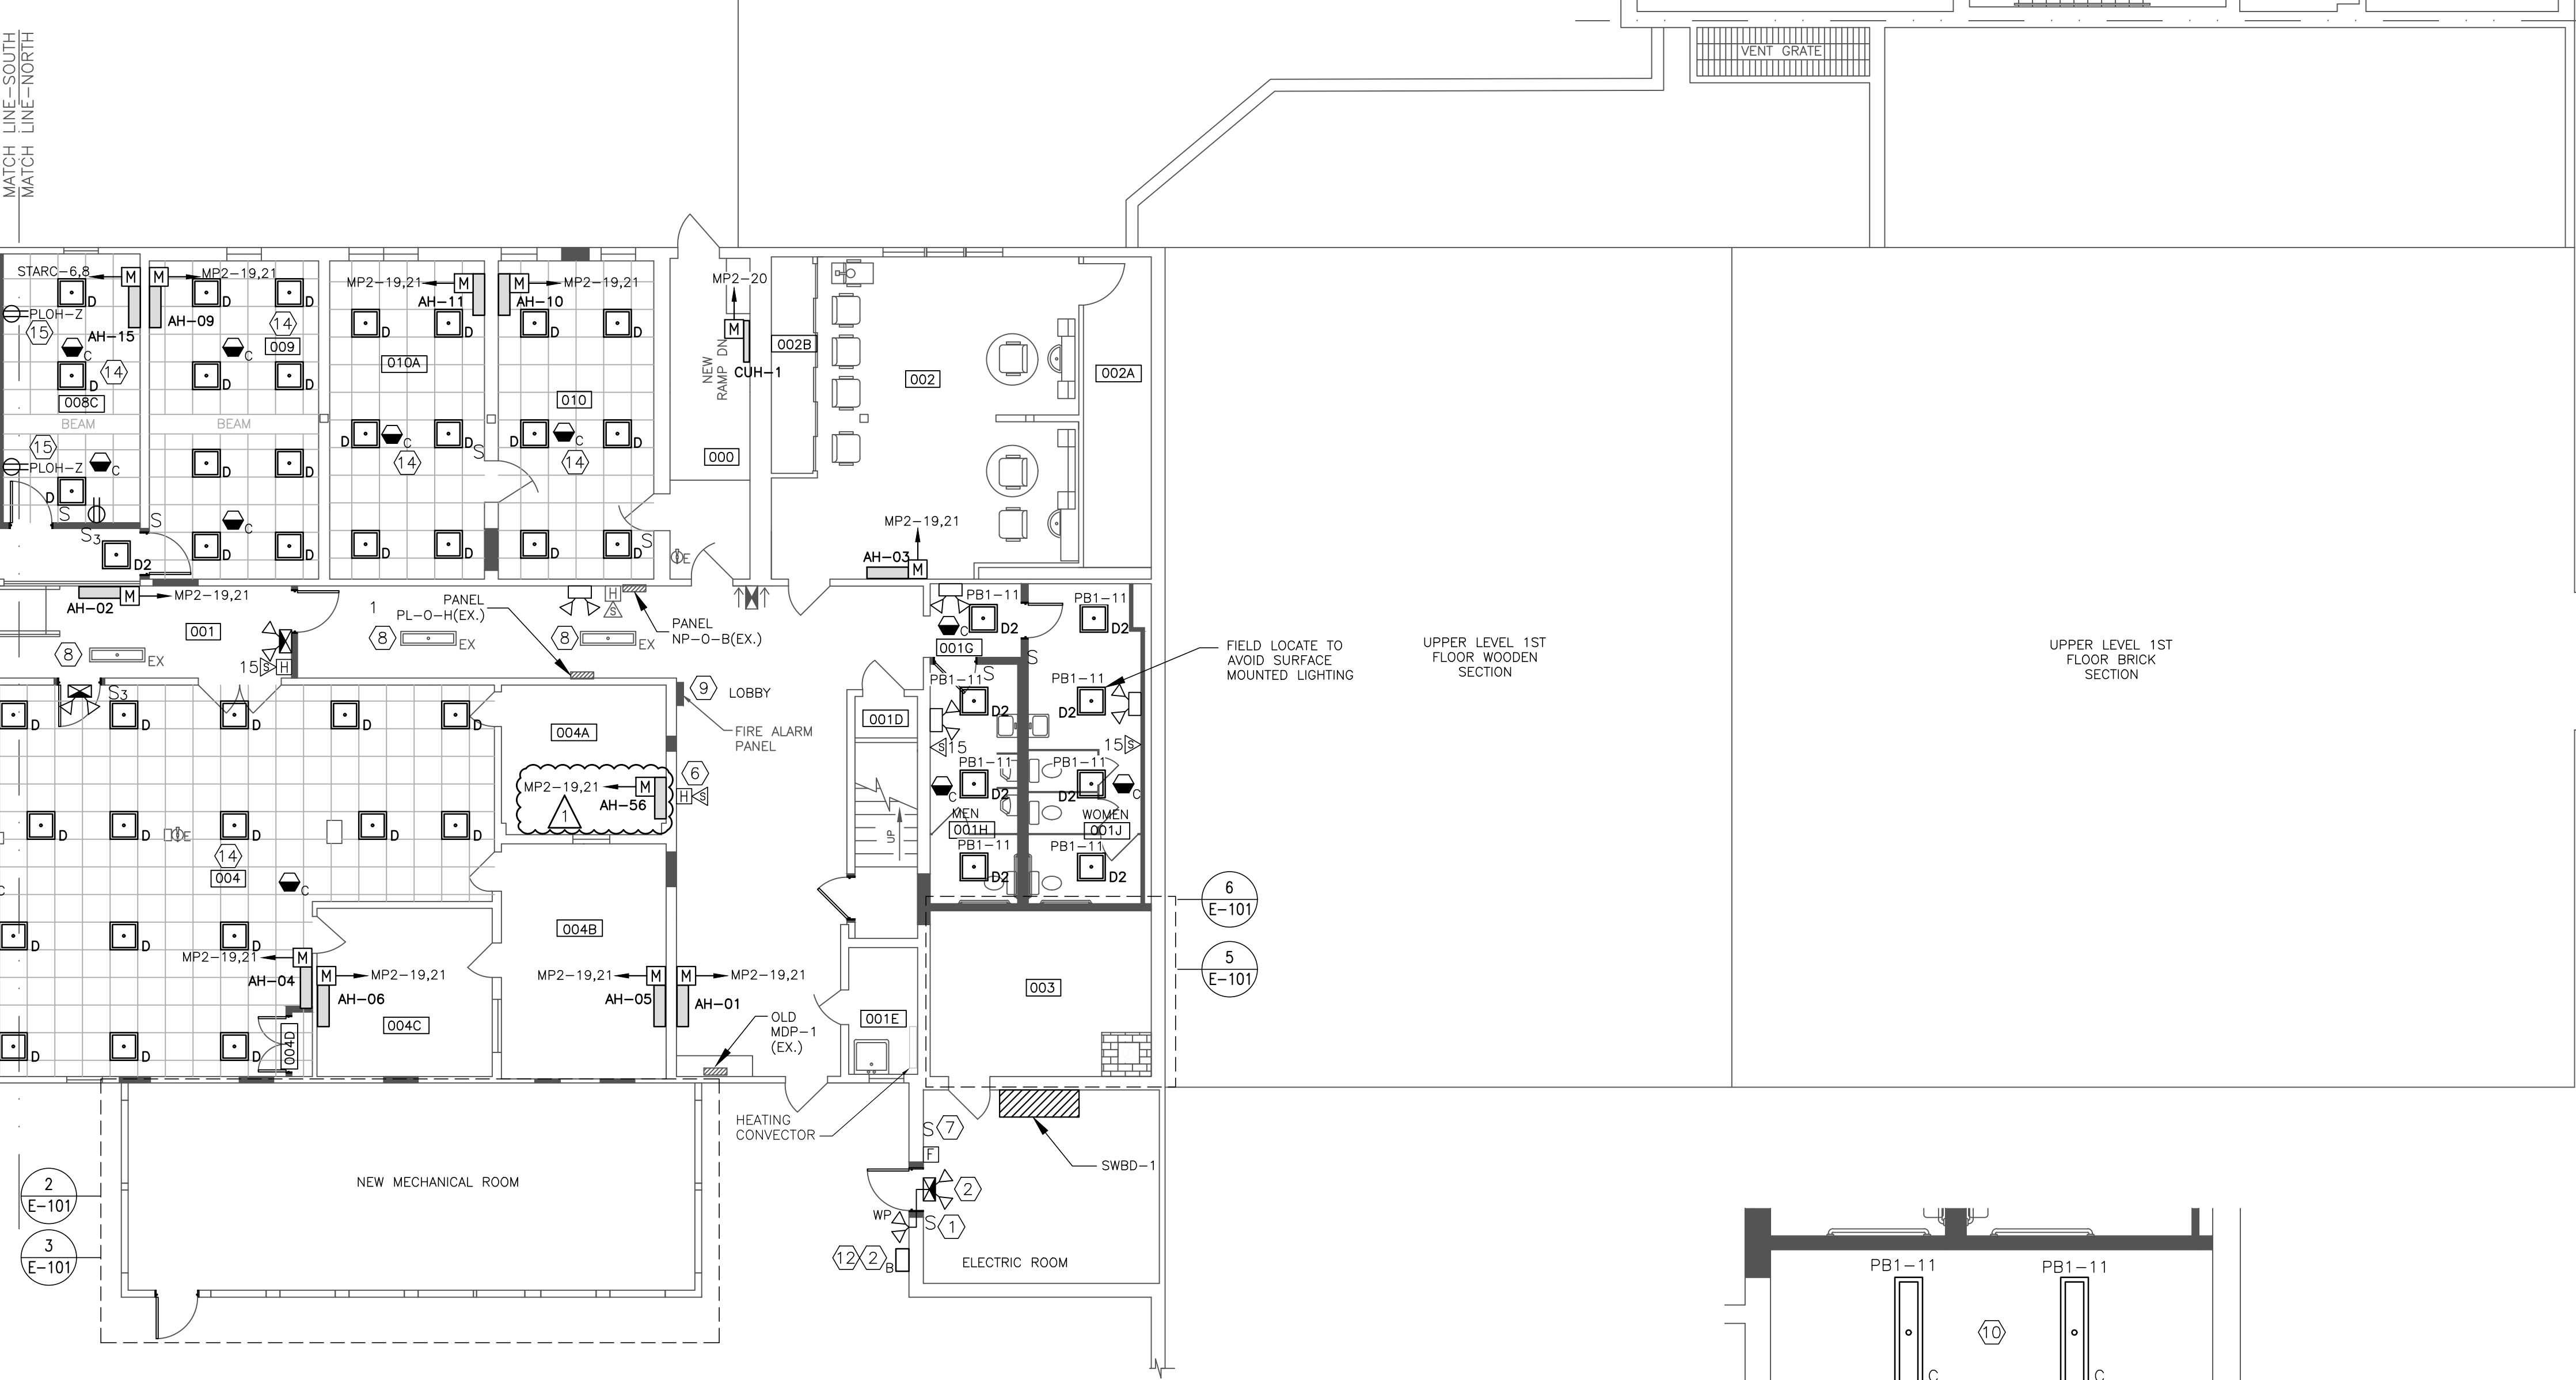 MATCH LINE-SOUTH
MATCH LINE-NORTH
VENT GRATE
STARC-6,8
M
M
MP2-19,21
MP2-19,21
M
M
MP2-19,21
MP2-20
D
D
D
AH-11
AH-10
PLOH-Z
15
AH-15
AH-09
14
009
D
D
D
D
M
002B
C
C
NEW
RAMP DN
CUH-1
14
D
D
D
010A
002
002A
008C
010
BEAM
BEAM
15
PLOH-Z
C
D
C
D
S
D
C
D
14
14
000
D
D
D
S
S
C
MP2-19,21
S3
D
D
D
D
D
D
S
E
AH-03
M
D2
AH-02
M
MP2-19,21
1
PANEL
PL-O-H(EX.)
H
S
PB1-11
PB1-11
001
8
EX
8
EX
PANEL
NP-O-B(EX.)
C
D2
D2
001G
FIELD LOCATE TO
AVOID SURFACE
MOUNTED LIGHTING
UPPER LEVEL 1ST
FLOOR WOODEN
SECTION
UPPER LEVEL 1ST
FLOOR BRICK
SECTION
8
EX
15
S
H
S
S
PB1-11
PB1-11
S3
9
LOBBY
D
D
D
D
D
004A
FIRE ALARM
PANEL
001D
D2
D2
S
15
15
S
PB1-11
PB1-11
MP2-19,21
M
6
AH-56
H
S
1
C
D2
D2
C
D
D
E
D
D
D
UP
MEN
001H
WOMEN
001J
14
PB1-11
PB1-11
004
C
C
D2
D2
6
E-101
004B
D
D
D
MP2-19,21
M
M
MP2-19,21
MP2-19,21
M
M
MP2-19,21
5
E-101
AH-04
AH-06
AH-05
AH-01
003
004C
OLD
MDP-1
(EX.)
001E
004D
D
D
D
HEATING
CONVECTOR
S
7
F
SWBD-1
NEW MECHANICAL ROOM
2
E-101
2
WP
S
1
3
E-101
12
2
B
ELECTRIC ROOM
PB1-11
PB1-11
10
C
C